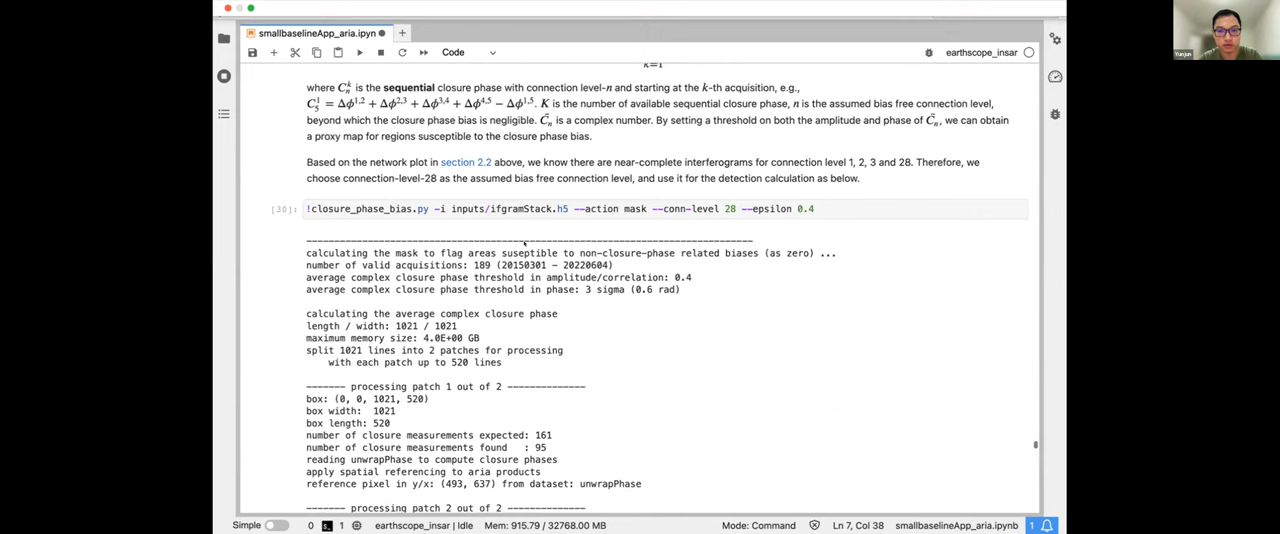 smallbaselineApp_aria.ipyn
Code
earthscope_insar
k=1
where C_n^k is the sequential closure phase with connection level-n and starting at the k-th acquisition, e.g.,
C_5^1 = Δϕ^1,2 + Δϕ^2,3 + Δϕ^3,4 + Δϕ^4,5 − Δϕ^1,5. K is the number of available sequential closure phase, n is the assumed bias free connection level,
beyond which the closure phase bias is negligible. C̄_n is a complex number. By setting a threshold on both the amplitude and phase of C̄_n, we can obtain
a proxy map for regions susceptible to the closure phase bias.
Based on the network plot in section 2.2 above, we know there are near-complete interferograms for connection level 1, 2, 3 and 28. Therefore, we
choose connection-level-28 as the assumed bias free connection level, and use it for the detection calculation as below.
[30]: !closure_phase_bias.py -i inputs/ifgramStack.h5 --action mask --conn-level 28 --epsilon 0.4
--------------------------------------------------------------------------
calculating the mask to flag areas suseptible to non-closure-phase related biases (as zero) ...
number of valid acquisitions: 189 (20150301 - 20220604)
average complex closure phase threshold in amplitude/correlation: 0.4
average complex closure phase threshold in phase: 3 sigma (0.6 rad)
calculating the average complex closure phase
length / width: 1021 / 1021
maximum memory size: 4.0E+00 GB
split 1021 lines into 2 patches for processing
with each patch up to 520 lines
------- processing patch 1 out of 2 --------------
box: (0, 0, 1021, 520)
box width: 1021
box length: 520
number of closure measurements expected: 161
number of closure measurements found : 95
reading unwrapPhase to compute closure phases
apply spatial referencing to aria products
reference pixel in y/x: (493, 637) from dataset: unwrapPhase
------- processing patch 2 out of 2 --------------
Simple 0 1 earthscope_insar | Idle Mem: 915.79 / 32768.00 MB Mode: Command Ln 7, Col 38 smallbaselineApp_aria.ipynb 1
Yunjun